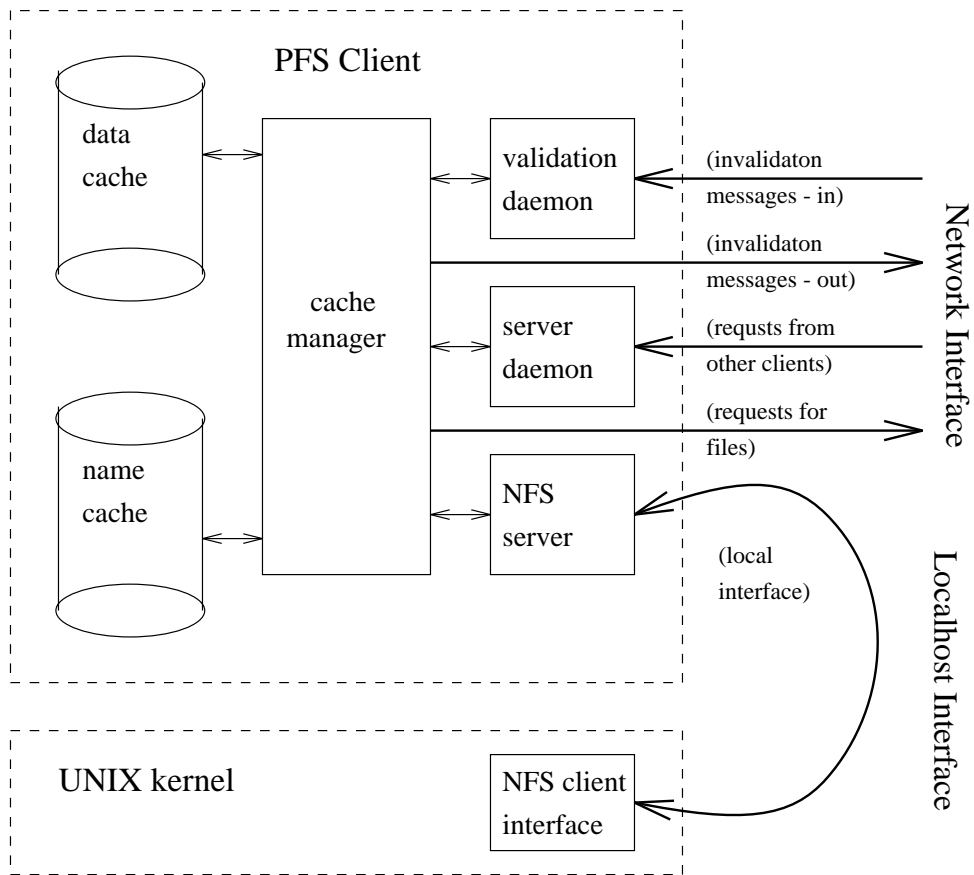 PFS Client
data
cache
validation
daemon
(invalidaton
messages - in)
(invalidaton
messages - out)
cache
manager
server
daemon
(requsts from
other clients)
(requests for
files)
Network Interface
name
cache
NFS
server
(local
interface)
Localhost Interface
UNIX kernel
NFS client
interface